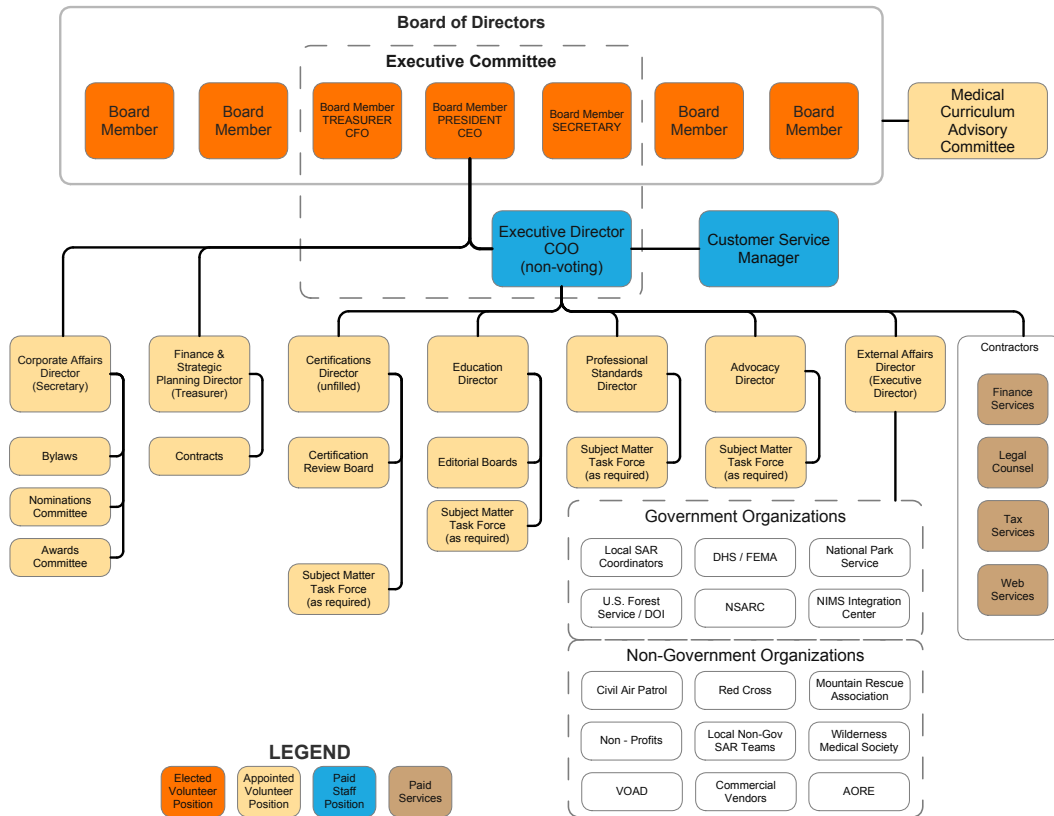 Board of Directors
Executive Committee
Board
Member
Board
Member
Board Member
TREASURER
CFO
Board Member
PRESIDENT
CEO
Board Member
SECRETARY
Board
Member
Board
Member
Medical
Curriculum
Advisory
Committee
Executive Director
COO
(non-voting)
Customer Service
Manager
Corporate Affairs
Director
(Secretary)
Finance &
Strategic
Planning Director
(Treasurer)
Certifications
Director
(unfilled)
Education
Director
Professional
Standards
Director
Advocacy
Director
External Affairs
Director
(Executive
Director)
Contractors
Finance
Services
Legal
Counsel
Tax
Services
Web
Services
Bylaws
Nominations
Committee
Awards
Committee
Contracts
Certification
Review Board
Subject Matter
Task Force
(as required)
Editorial Boards
Subject Matter
Task Force
(as required)
Subject Matter
Task Force
(as required)
Subject Matter
Task Force
(as required)
Government Organizations
Local SAR
Coordinators
DHS / FEMA
National Park
Service
U.S. Forest
Service / DOI
NSARC
NIMS Integration
Center
Non-Government Organizations
Civil Air Patrol
Red Cross
Mountain Rescue
Association
Non - Profits
Local Non-Gov
SAR Teams
Wilderness
Medical Society
VOAD
Commercial
Vendors
AORE
LEGEND
Elected
Volunteer
Position
Appointed
Volunteer
Position
Paid
Staff
Position
Paid
Services